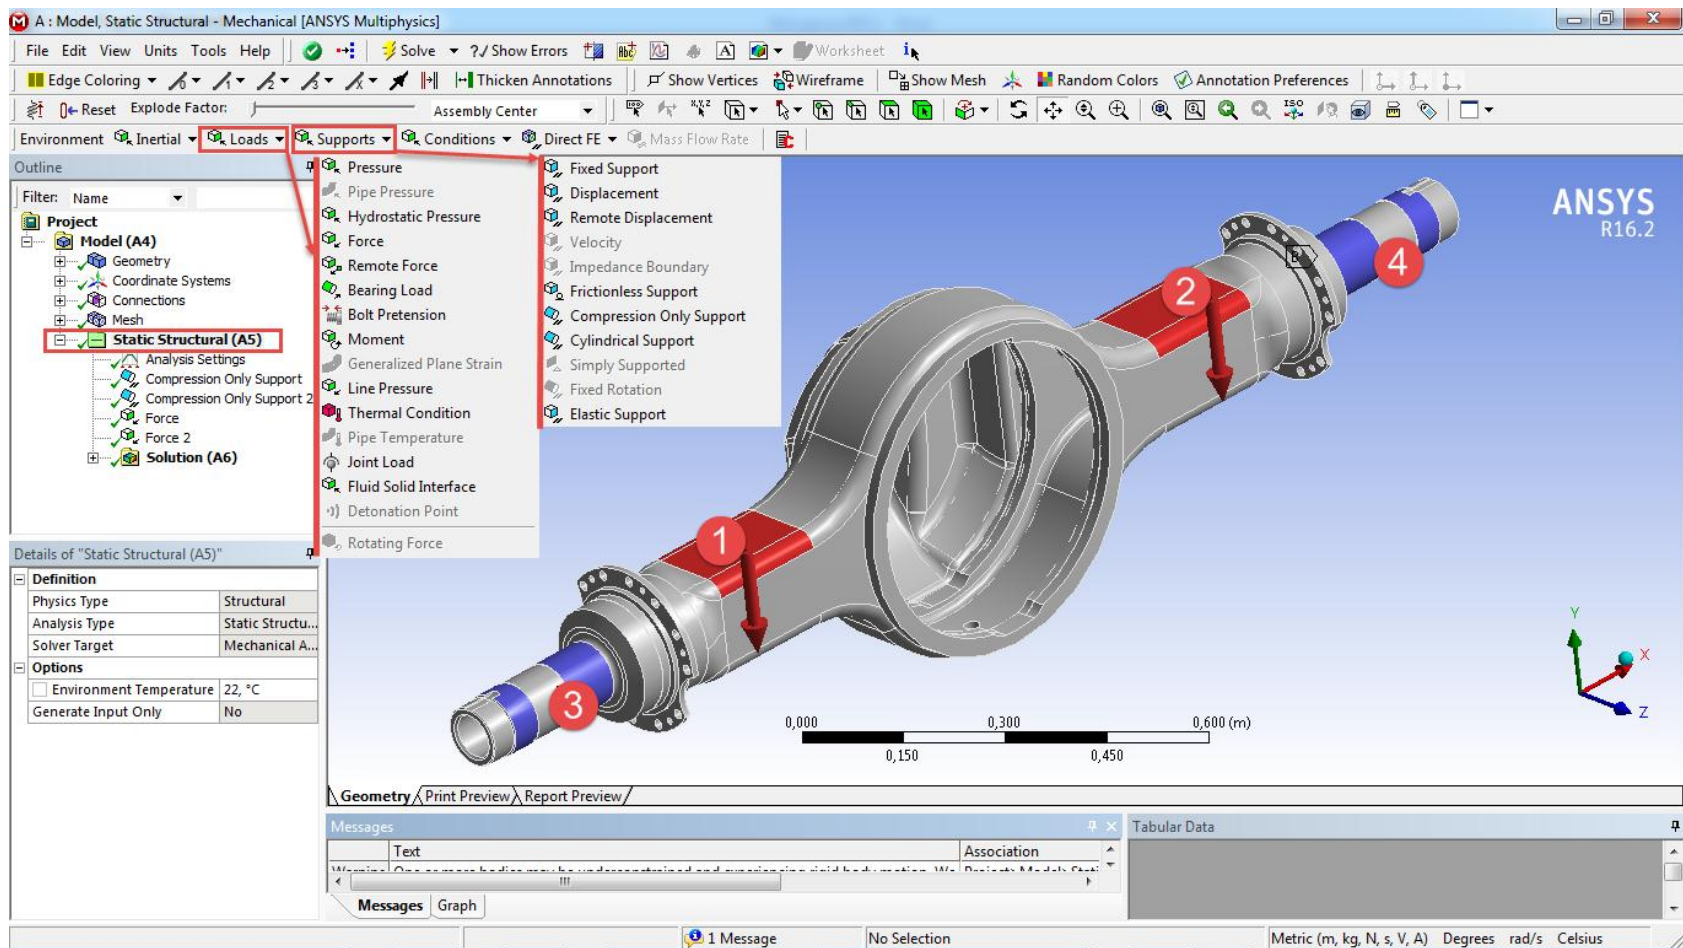 A : Model, Static Structural - Mechanical [ANSYS Multiphysics]
File Edit View Units Tools Help Solve ?✓ Show Errors Worksheet
Edge Coloring Thicken Annotations Show Vertices Wireframe Show Mesh Random Colors Annotation Preferences
Reset Explode Factor: Assembly Center
Environment Inertial Loads Supports Conditions Direct FE Mass Flow Rate
Outline
Filter: Name
Project
Model (A4)
Geometry
Coordinate Systems
Connections
Mesh
Static Structural (A5)
Analysis Settings
Compression Only Support
Compression Only Support 2
Force
Force 2
Solution (A6)
Pressure
Pipe Pressure
Hydrostatic Pressure
Force
Remote Force
Bearing Load
Bolt Pretension
Moment
Generalized Plane Strain
Line Pressure
Thermal Condition
Pipe Temperature
Joint Load
Fluid Solid Interface
Detonation Point
Rotating Force
Fixed Support
Displacement
Remote Displacement
Velocity
Impedance Boundary
Frictionless Support
Compression Only Support
Cylindrical Support
Simply Supported
Fixed Rotation
Elastic Support
ANSYS
R16.2
B
4
2
1
3
Y
X
Z
0,000 0,300 0,600 (m)
0,150 0,450
Details of "Static Structural (A5)"
Definition
Physics Type Structural
Analysis Type Static Structu...
Solver Target Mechanical A...
Options
Environment Temperature 22, °C
Generate Input Only No
Geometry Print Preview Report Preview
Messages
Text Association
Messages Graph
Tabular Data
1 Message No Selection Metric (m, kg, N, s, V, A) Degrees rad/s Celsius